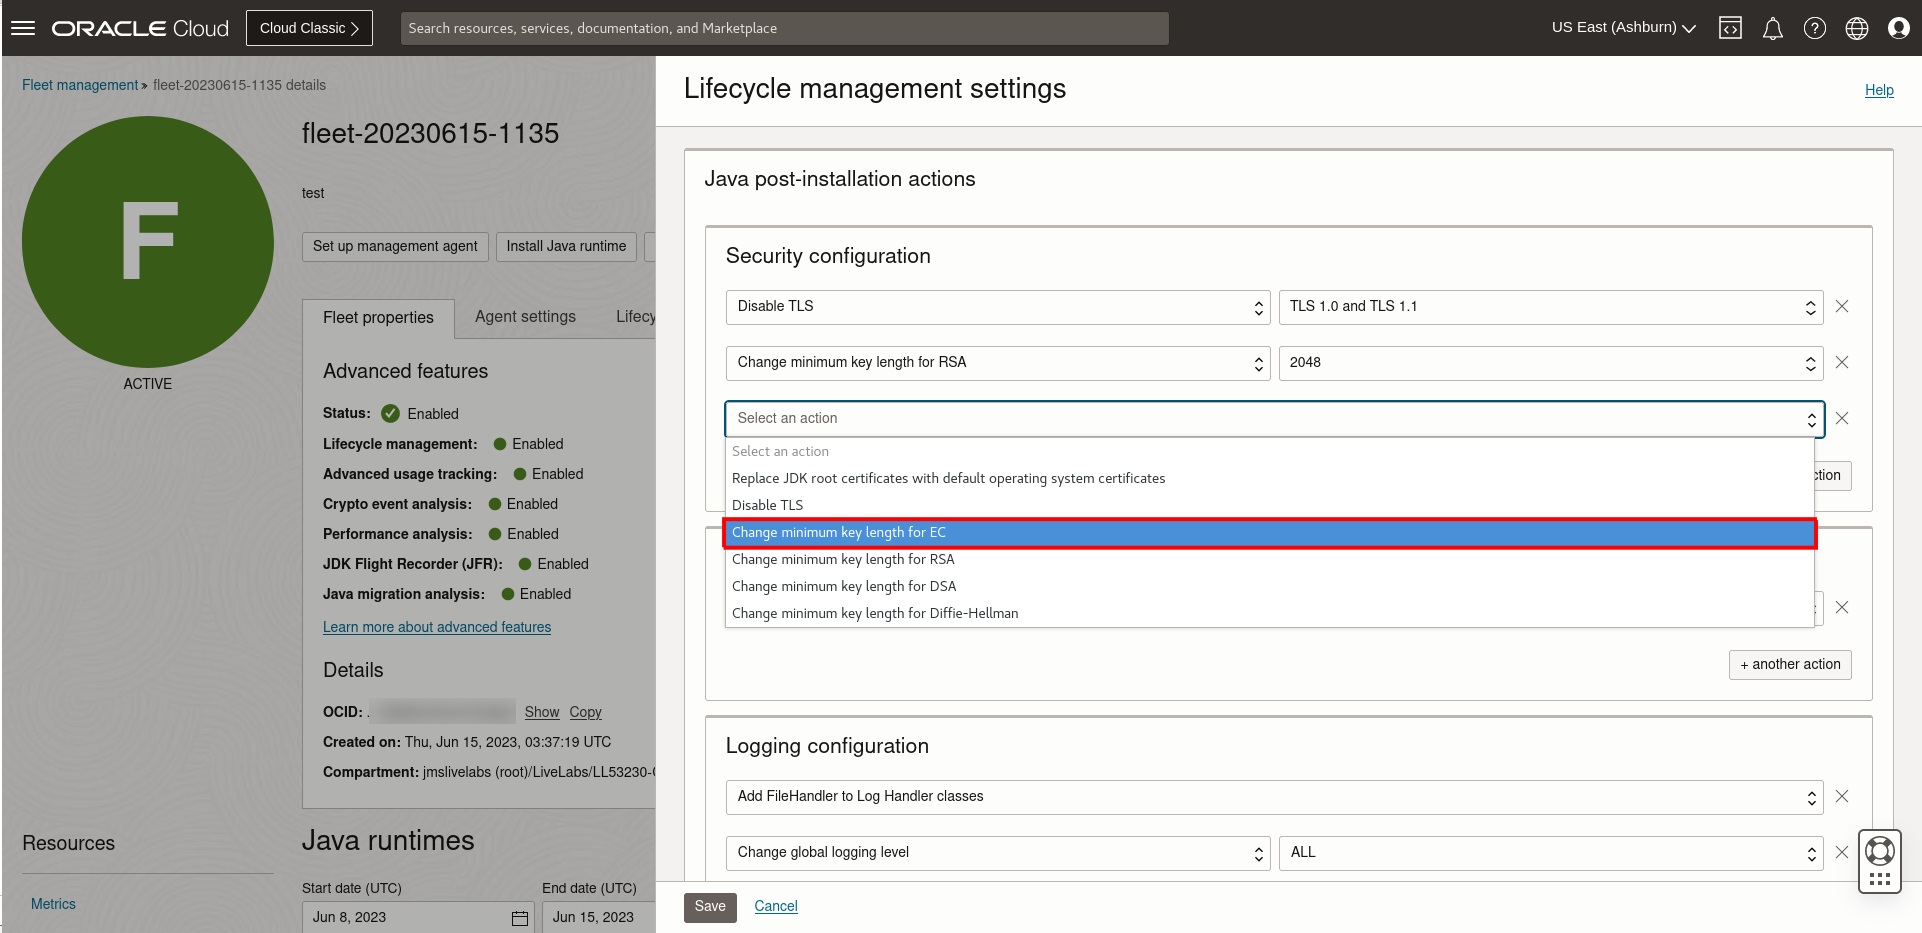 ORACLE Cloud
Cloud Classic
Search resources, services, documentation, and Marketplace
US East (Ashburn)
Fleet management » fleet-20230615-1135 details
F
ACTIVE
fleet-20230615-1135
test
Set up management agent
Install Java runtime
Fleet properties
Agent settings
Lifecy
Advanced features
Status: Enabled
Lifecycle management: Enabled
Advanced usage tracking: Enabled
Crypto event analysis: Enabled
Performance analysis: Enabled
JDK Flight Recorder (JFR): Enabled
Java migration analysis: Enabled
Learn more about advanced features
Details
OCID: . Show Copy
Created on: Thu, Jun 15, 2023, 03:37:19 UTC
Compartment: jmslivelabs (root)/LiveLabs/LL53230-
Resources
Metrics
Java runtimes
Start date (UTC)
Jun 8, 2023
End date (UTC)
Jun 15, 2023
Lifecycle management settings
Help
Java post-installation actions
Security configuration
Disable TLS
TLS 1.0 and TLS 1.1
Change minimum key length for RSA
2048
Select an action
Select an action
Replace JDK root certificates with default operating system certificates
Disable TLS
Change minimum key length for EC
Change minimum key length for RSA
Change minimum key length for DSA
Change minimum key length for Diffie-Hellman
ction
+ another action
Logging configuration
Add FileHandler to Log Handler classes
Change global logging level
ALL
Save
Cancel